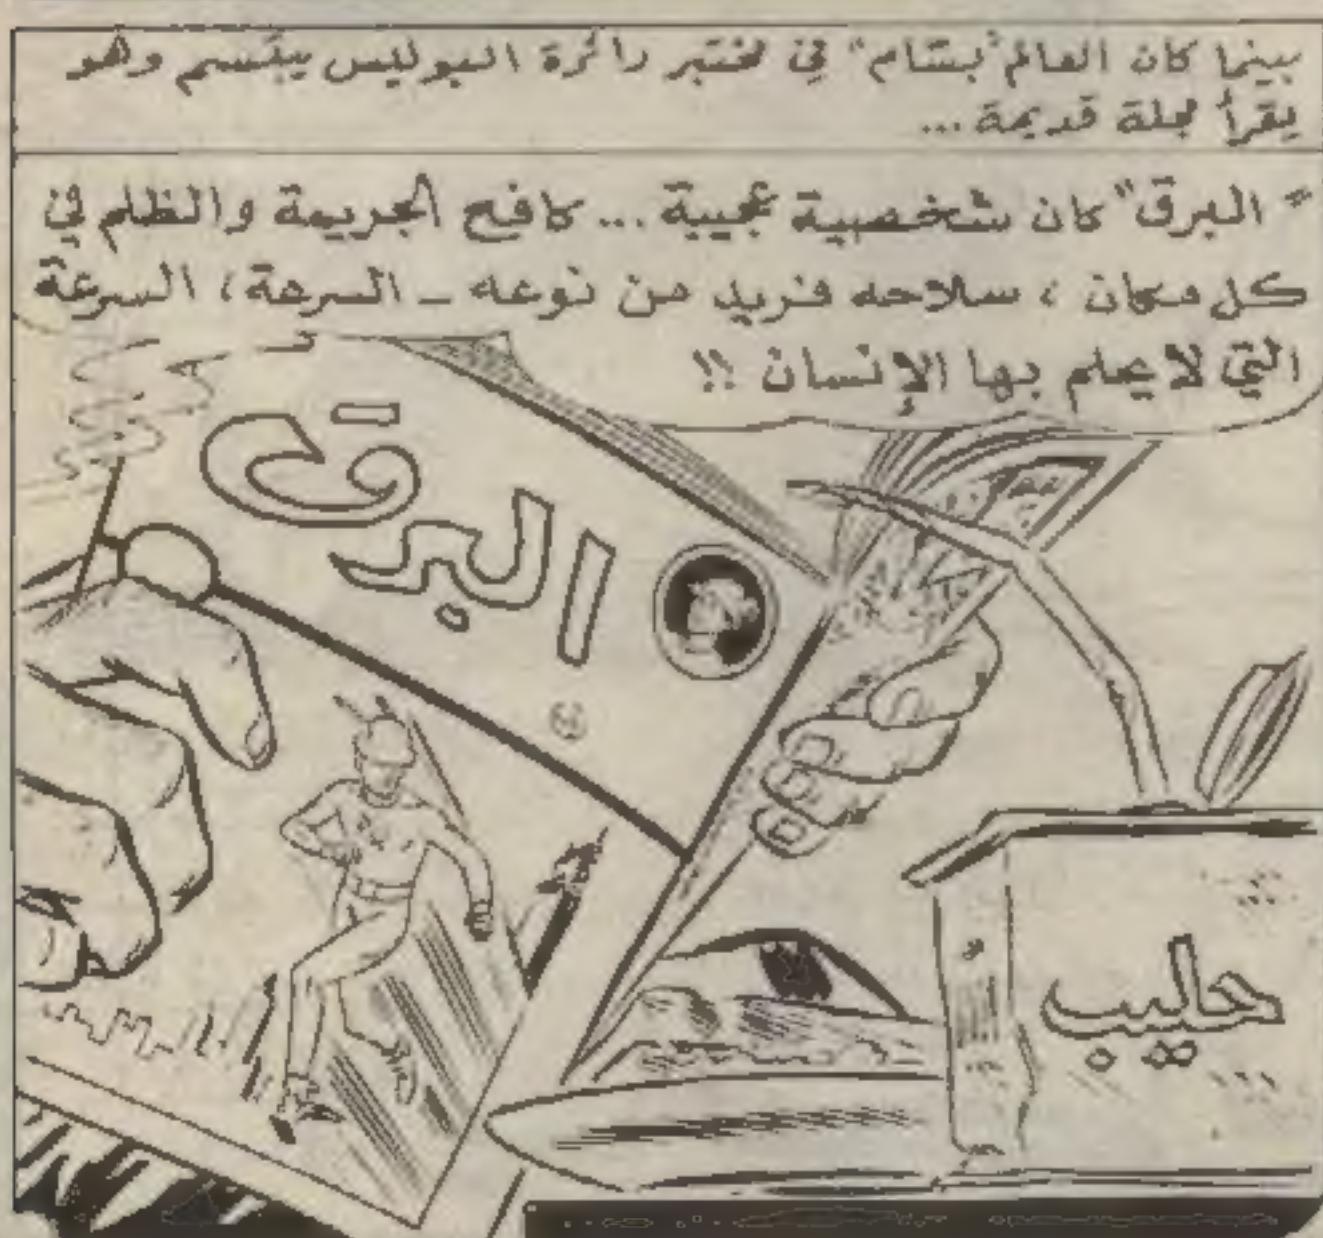 بينما كان العالم "بسّام" في مختبر دائرة البوليس يبتسم وهو
يقرأ مجلة قديمة...
"البرق" كان شخصية عجيبة... كافح الجريمة والظلم في
كل مكان، سلاحه فريد من نوعه - السرعة، السرعة
التي لا يحلم بها الإنسان!!
البرق
حليب